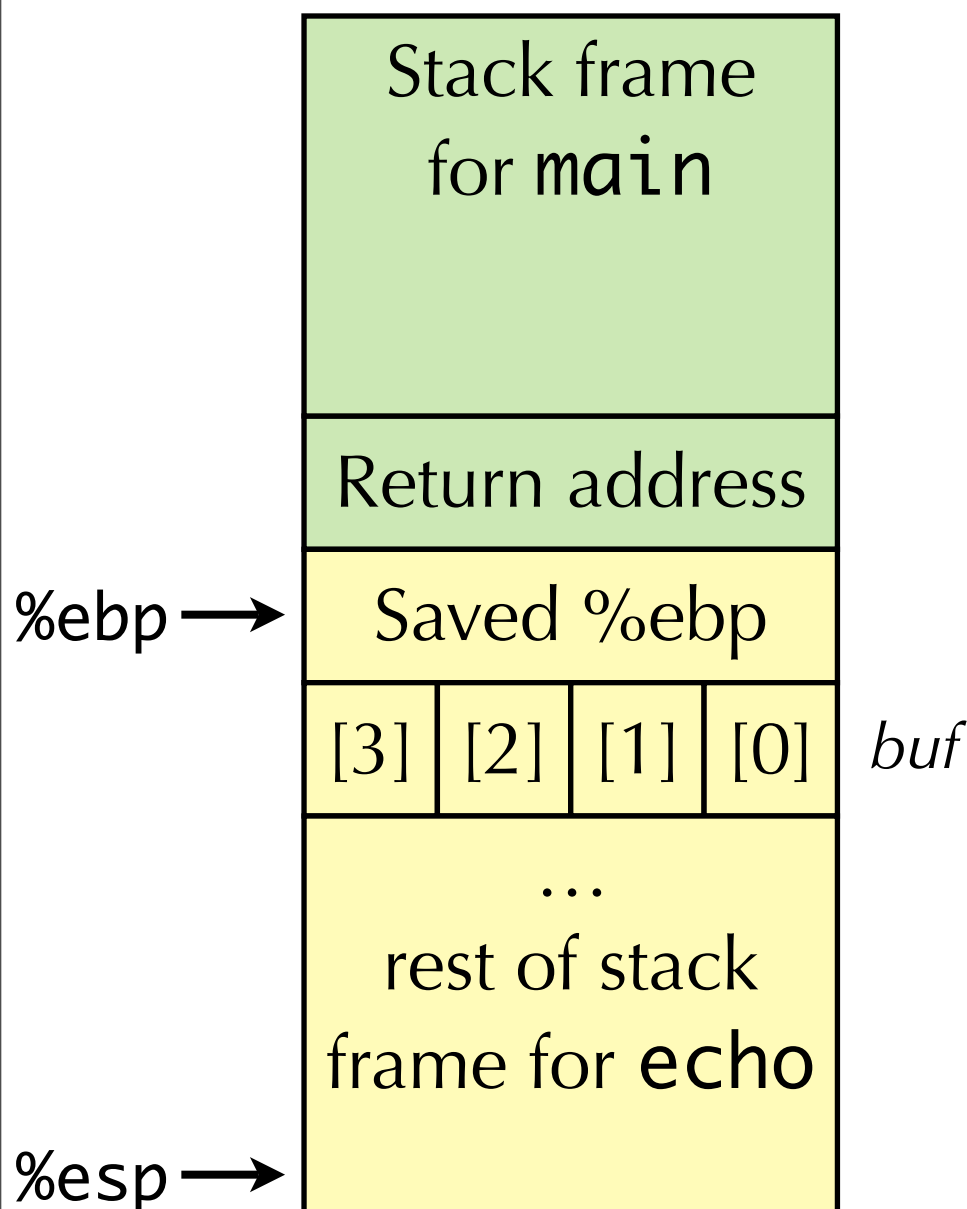 Stack frame
for main
Return address
%ebp
Saved %ebp
[3] [2] [1] [0]
buf
...
rest of stack
frame for echo
%esp